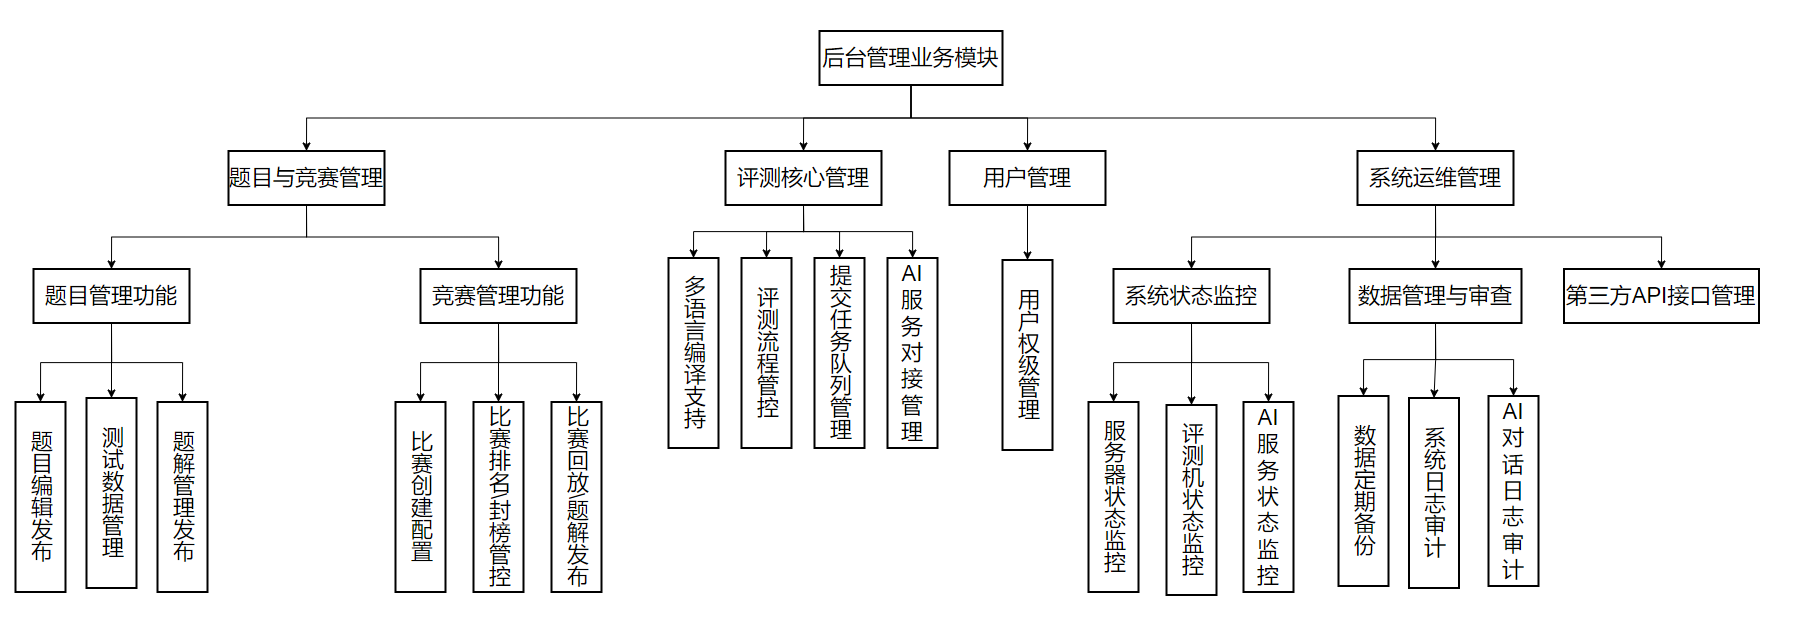 后台管理业务模块
题目与竞赛管理
评测核心管理
用户管理
系统运维管理
题目管理功能
竞赛管理功能
多语言编译支持
评测流程管控
提交任务队列管理
AI服务对接管理
用户权级管理
系统状态监控
数据管理与审查
第三方API接口管理
题目编辑发布
测试数据管理
题解管理发布
比赛创建配置
比赛排名/封榜管控
比赛回放/题解发布
服务器状态监控
评测机状态监控
AI服务状态监控
数据定期备份
系统日志审计
AI对话日志审计